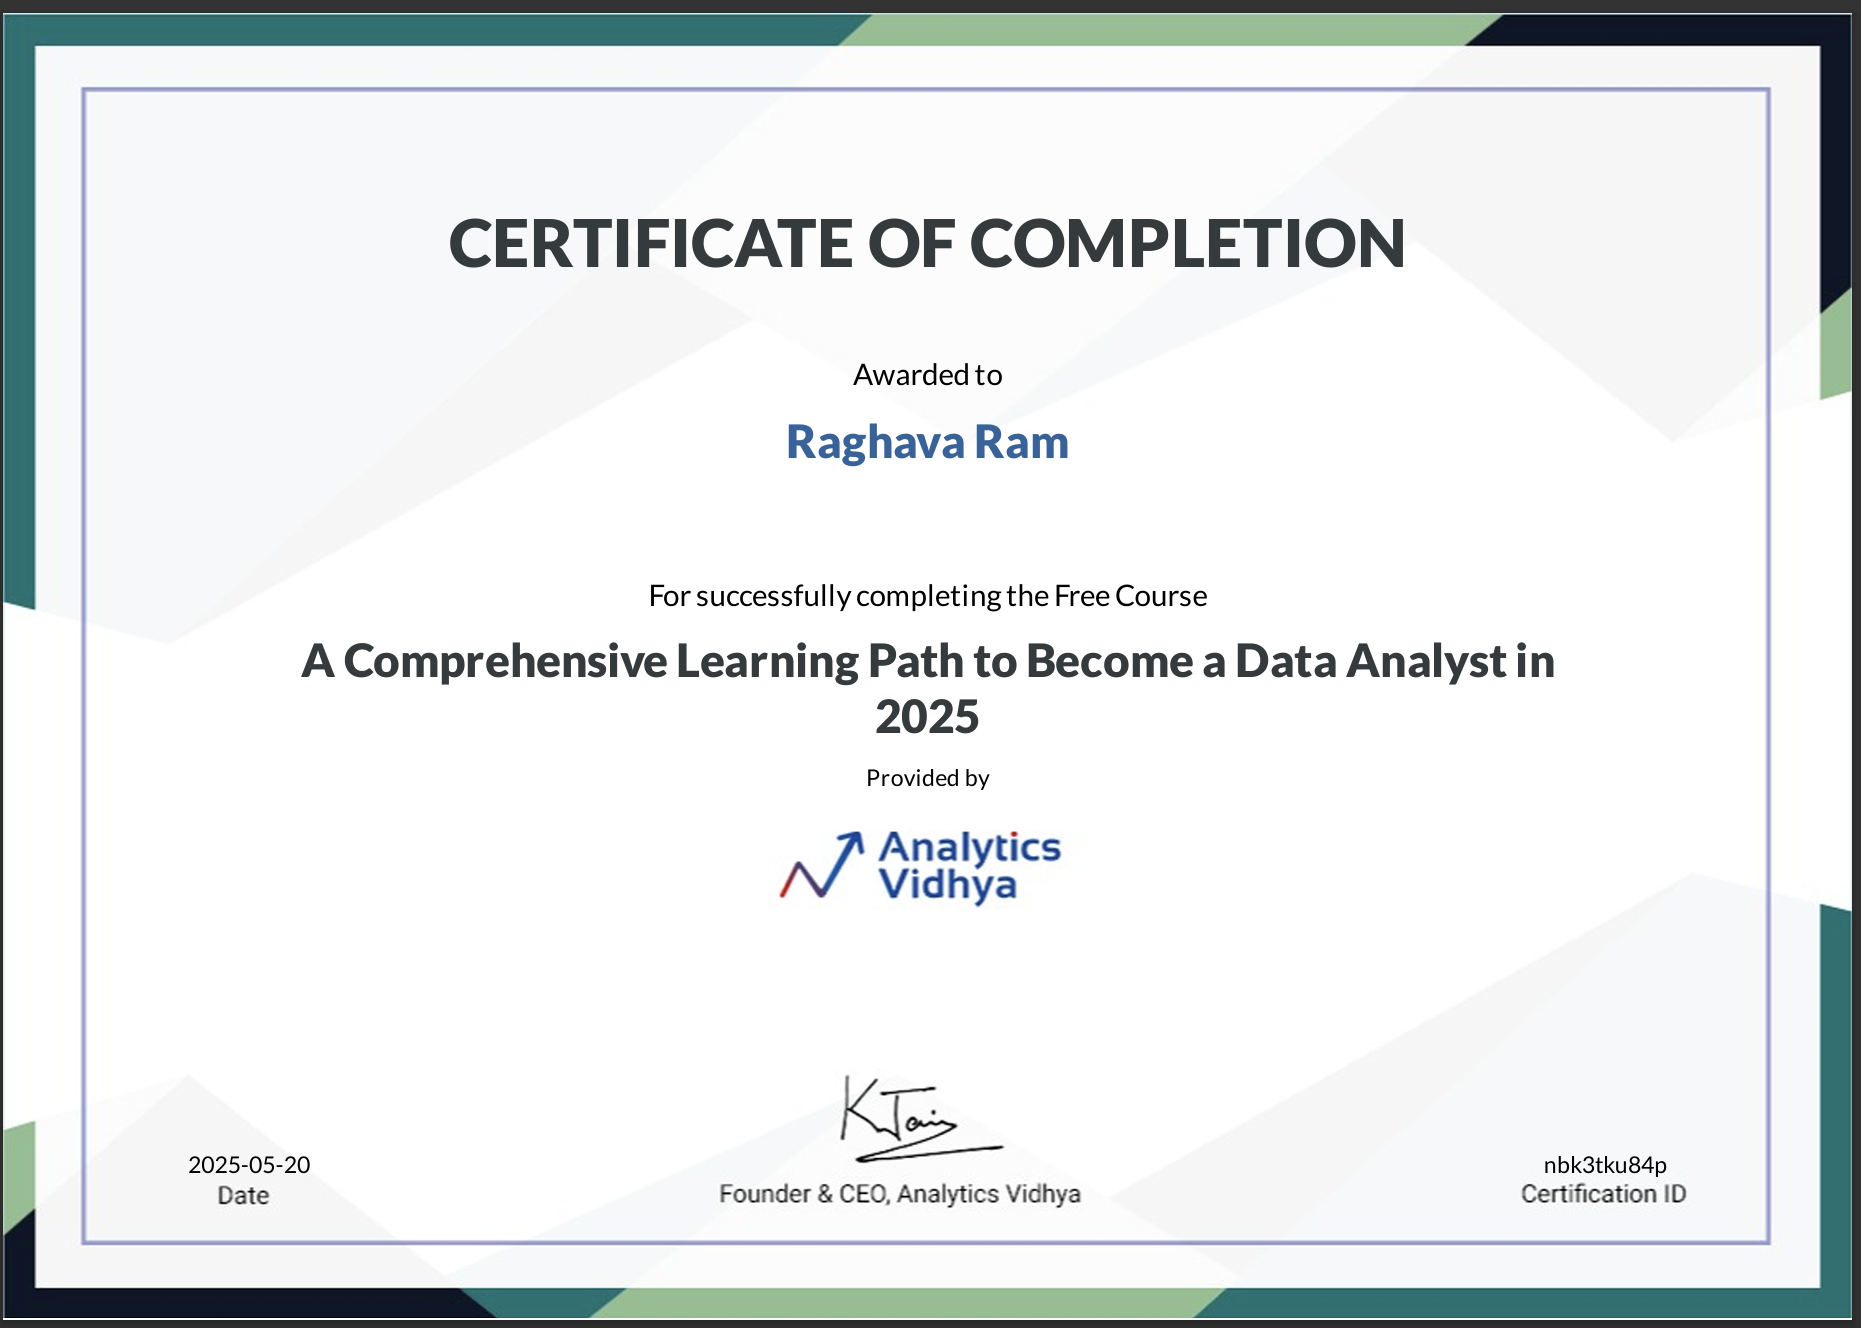 CERTIFICATE OF COMPLETION
Awarded to
Raghava Ram
For successfully completing the Free Course
A Comprehensive Learning Path to Become a Data Analyst in
2025
Provided by
Analytics
Vidhya
KJain
2025-05-20
Date
Founder & CEO, Analytics Vidhya
nbk3tku84p
Certification ID